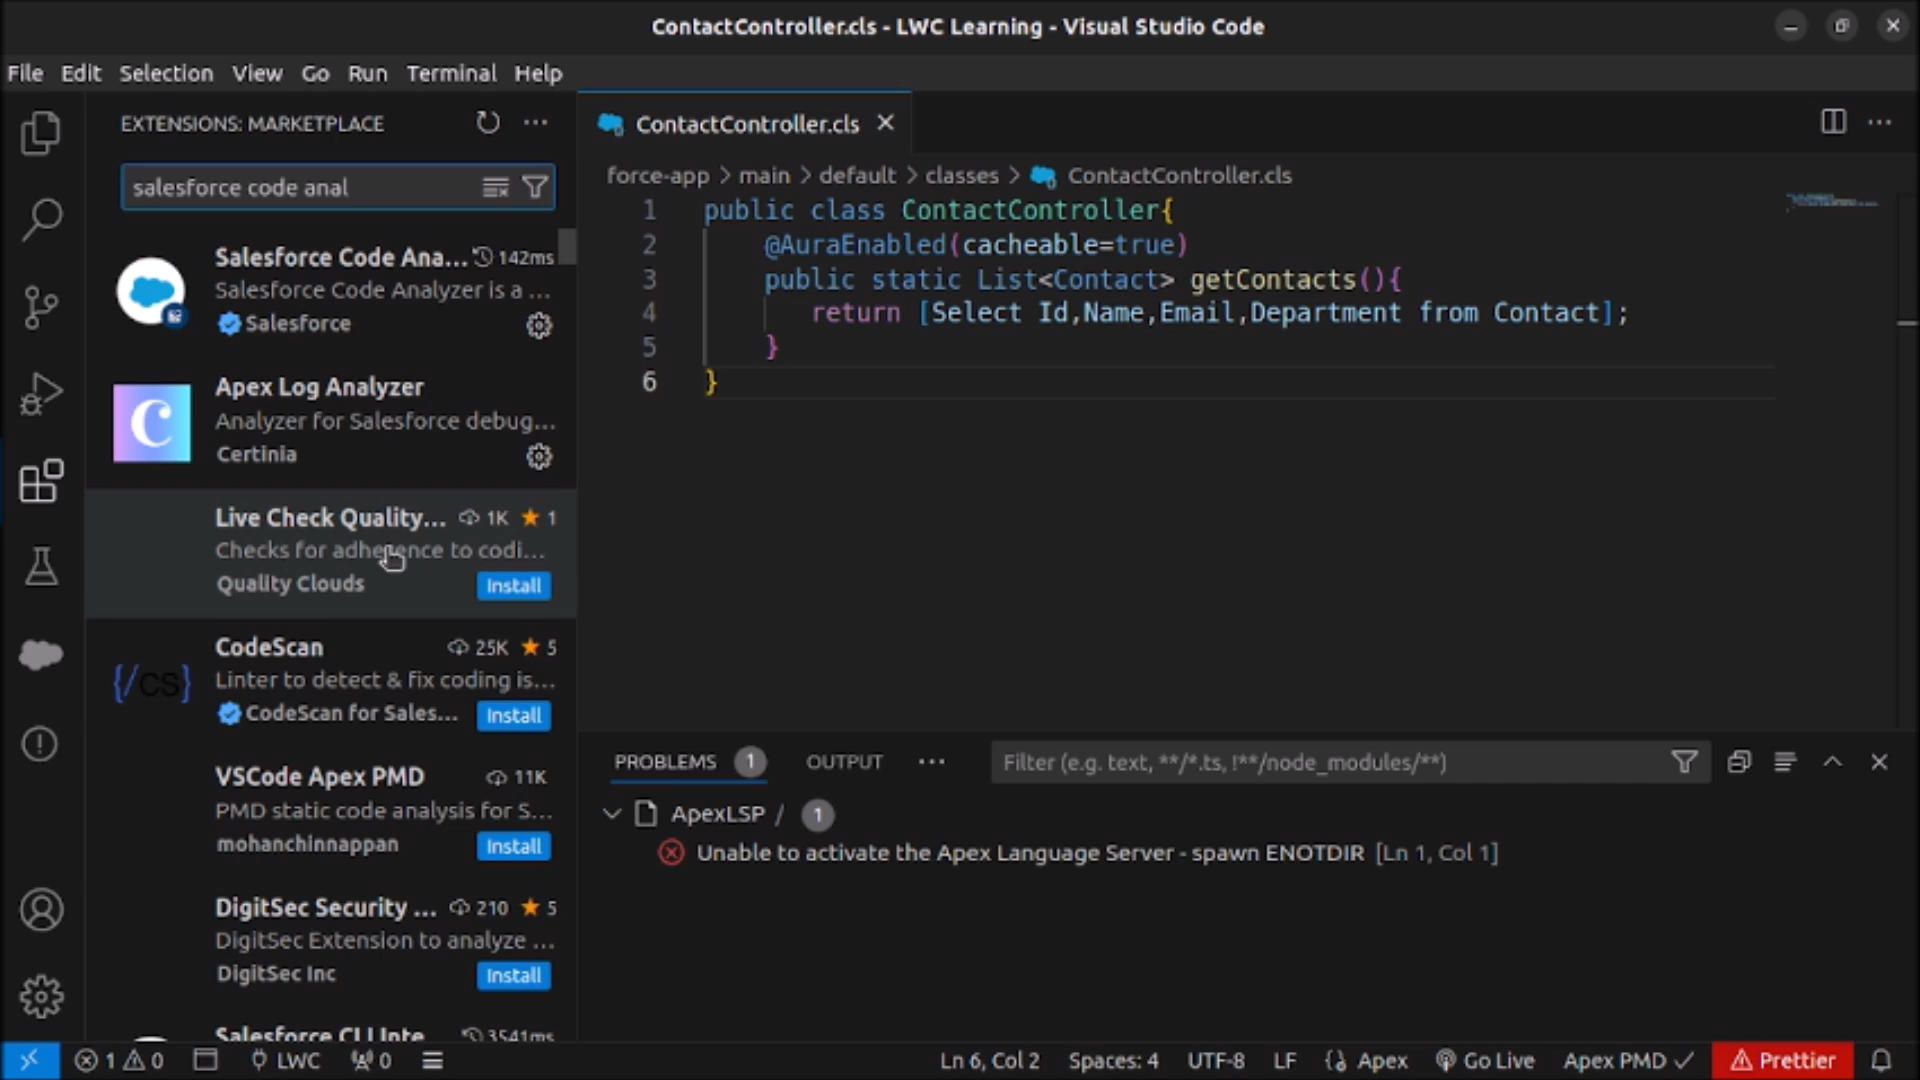 ContactController.cls - LWC Learning - Visual Studio Code
File Edit Selection View Go Run Terminal Help
EXTENSIONS: MARKETPLACE
salesforce code anal
Salesforce Code Ana... 142ms
Salesforce Code Analyzer is a ...
Salesforce
Apex Log Analyzer
Analyzer for Salesforce debug...
Certinia
Live Check Quality... 1K 1
Checks for adherence to codi...
Quality Clouds Install
{/cs}
CodeScan 25K 5
Linter to detect & fix coding is...
CodeScan for Sales... Install
VSCode Apex PMD 11K
PMD static code analysis for S...
mohanchinnappan Install
DigitSec Security ... 210 5
DigitSec Extension to analyze ...
DigitSec Inc Install
Salesforce CLI Inte 3541ms
ContactController.cls
force-app > main > default > classes > ContactController.cls
1 public class ContactController{
2 @AuraEnabled(cacheable=true)
3 public static List<Contact> getContacts(){
4 return [Select Id,Name,Email,Department from Contact];
5 }
6 }
PROBLEMS 1 OUTPUT ... Filter (e.g. text, **/*.ts, !**/node_modules/**)
ApexLSP / 1
Unable to activate the Apex Language Server - spawn ENOTDIR [Ln 1, Col 1]
1 0 LWC 0 Ln 6, Col 2 Spaces: 4 UTF-8 LF Apex Go Live Apex PMD ✓ Prettier